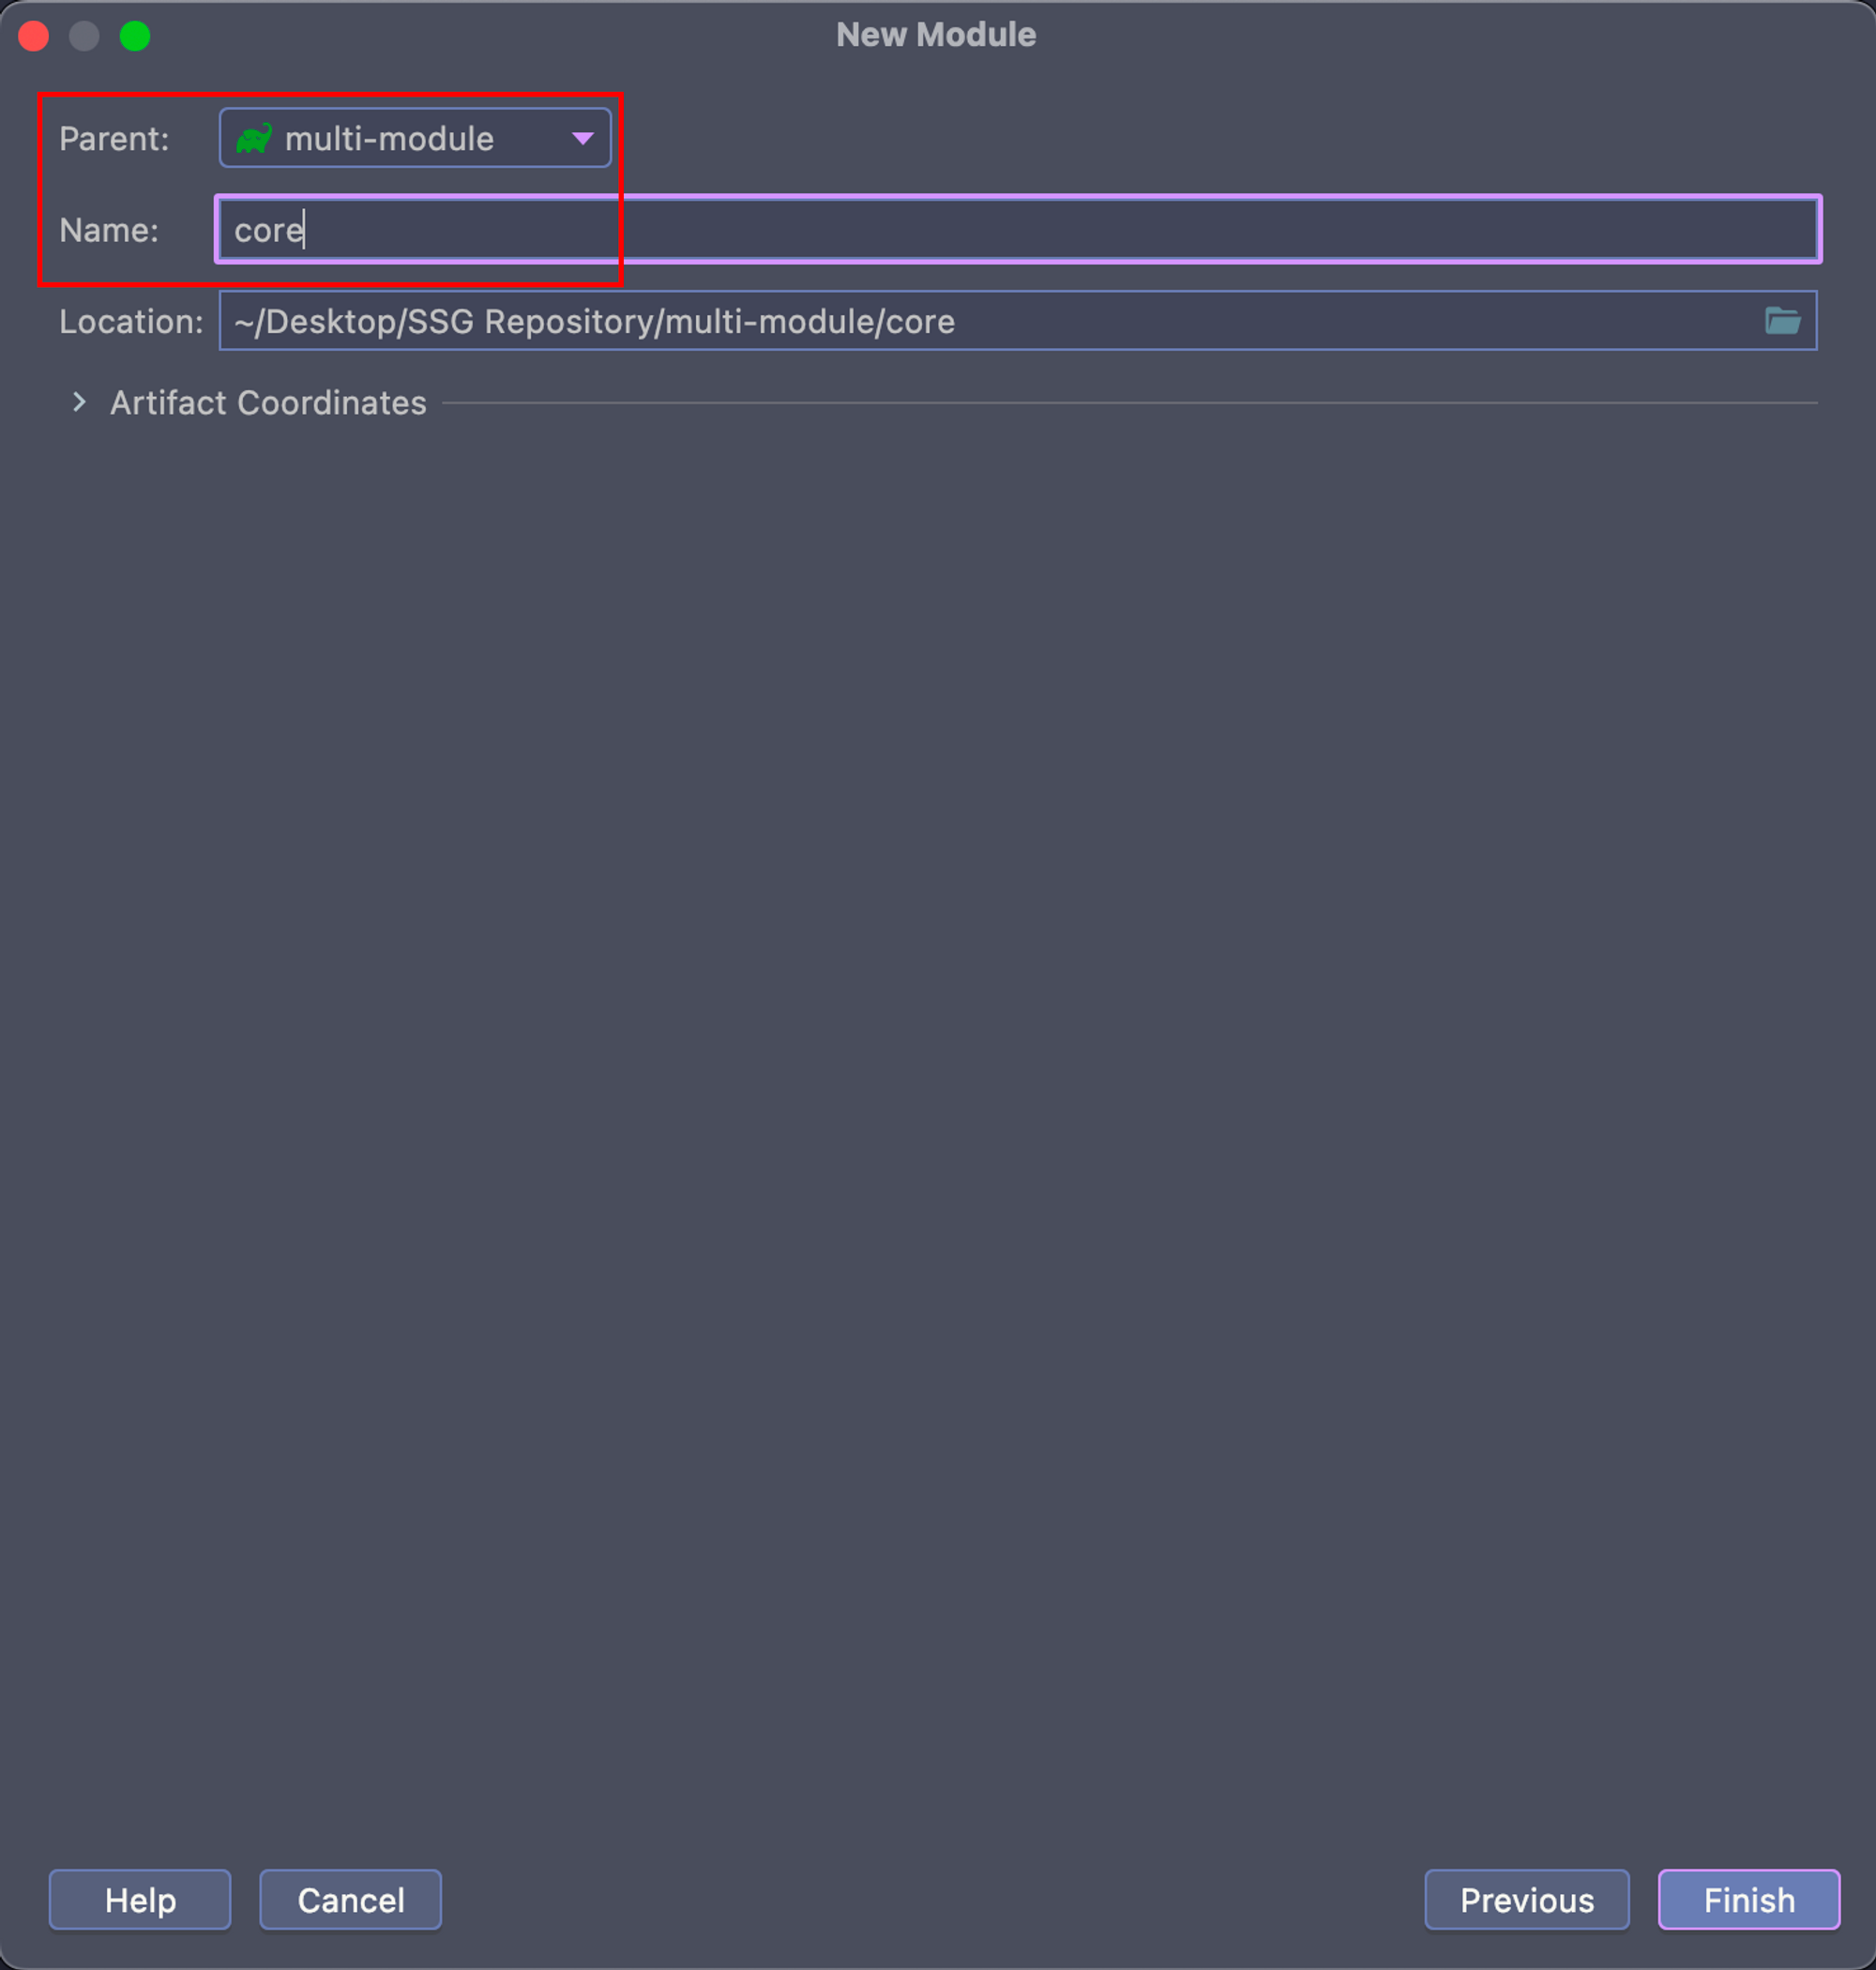 New Module
Parent: multi-module
Name: core
Location: ~/Desktop/SSG Repository/multi-module/core
Artifact Coordinates
Help Cancel Previous Finish